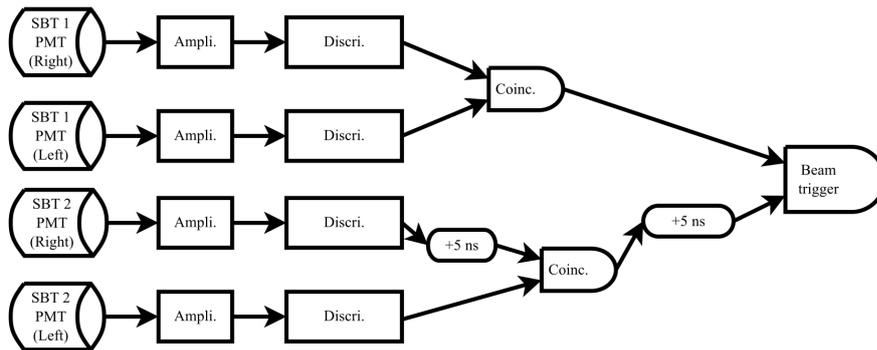 SBT 1
PMT
(Right)
Ampli.
Discri.
Coinc.
SBT 1
PMT
(Left)
Ampli.
Discri.
Beam
trigger
SBT 2
PMT
(Right)
Ampli.
Discri.
+5 ns
+5 ns
Coinc.
SBT 2
PMT
(Left)
Ampli.
Discri.